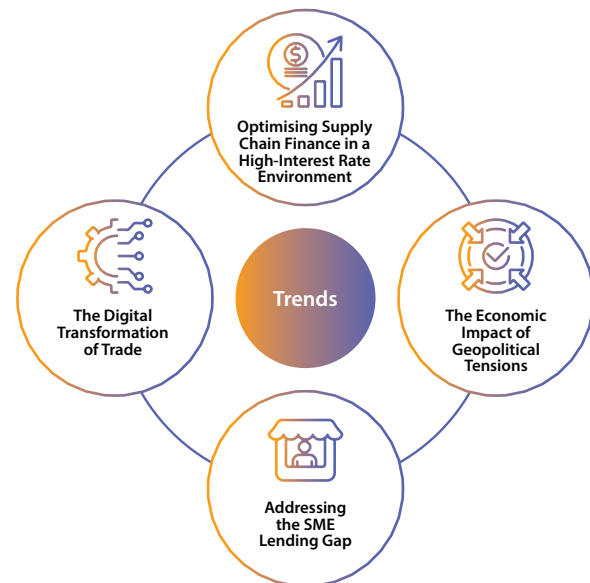 $
Optimising Supply
Chain Finance in a
High-Interest Rate
Environment
The Digital
Transformation
of Trade
Trends
The Economic
Impact of
Geopolitical
Tensions
Addressing
the SME
Lending Gap